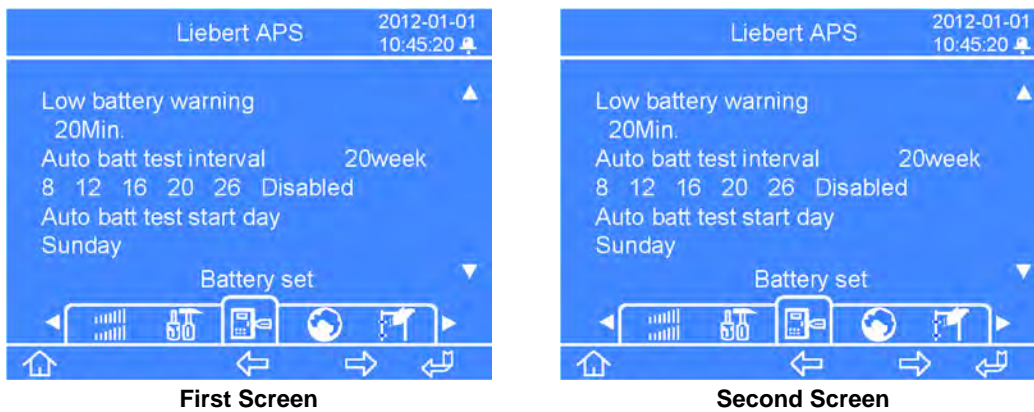 Liebert APS
2012-01-01
10:45:20
Low battery warning
20Min.
Auto batt test interval 20week
8 12 16 20 26 Disabled
Auto batt test start day
Sunday
Battery set
First Screen
Liebert APS
2012-01-01
10:45:20
Low battery warning
20Min.
Auto batt test interval 20week
8 12 16 20 26 Disabled
Auto batt test start day
Sunday
Battery set
Second Screen